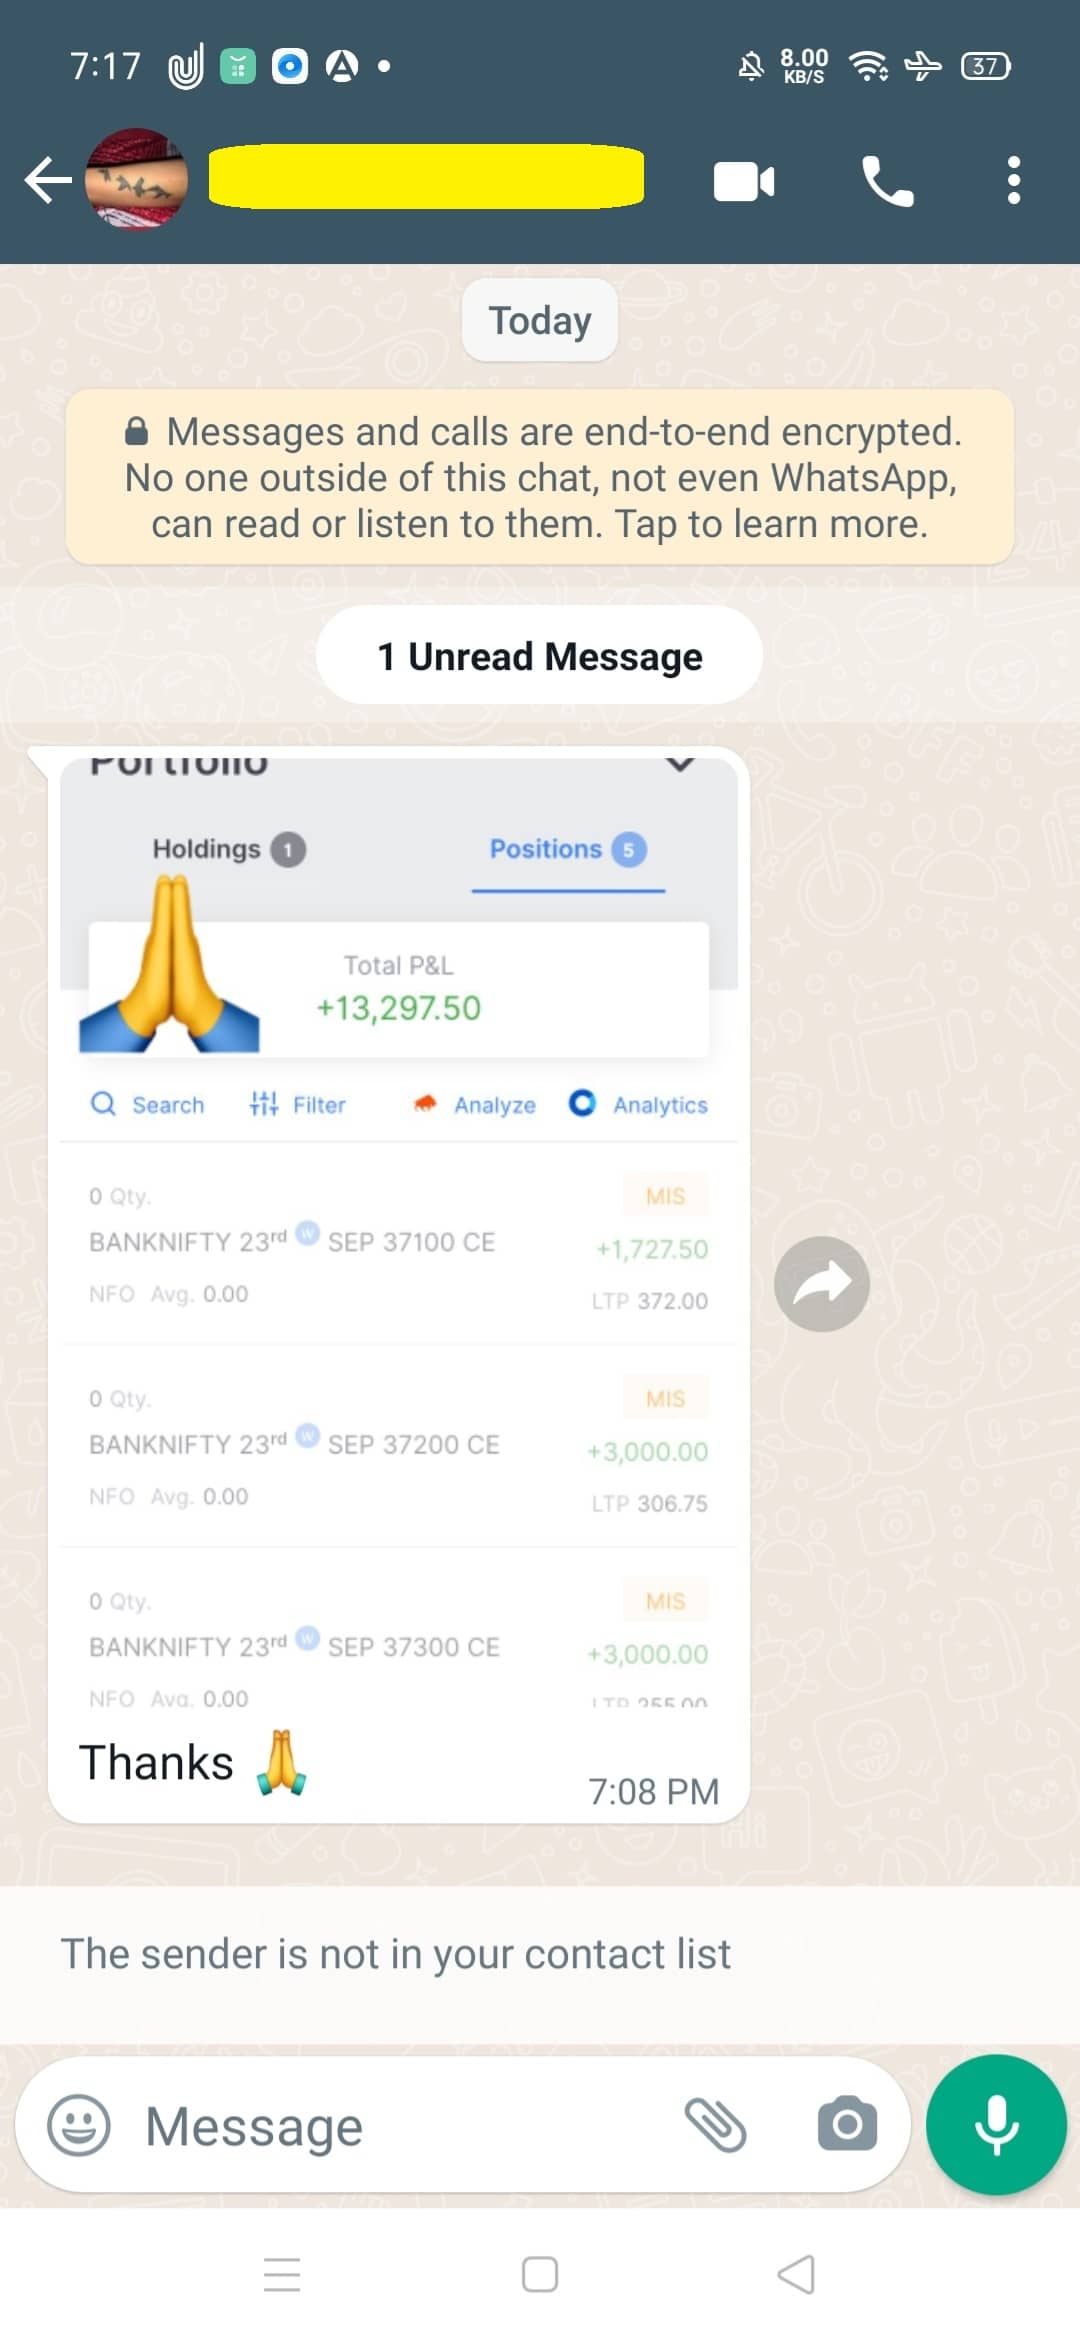 7:17
8.00
KB/S
37
Today
Messages and calls are end-to-end encrypted.
No one outside of this chat, not even WhatsApp,
can read or listen to them. Tap to learn more.
1 Unread Message
Portfolio
Holdings 1
Positions 5
Total P&L
+13,297.50
Search Filter Analyze Analytics
0 Qty. MIS
BANKNIFTY 23rd W SEP 37100 CE +1,727.50
NFO Avg. 0.00 LTP 372.00
0 Qty. MIS
BANKNIFTY 23rd W SEP 37200 CE +3,000.00
NFO Avg. 0.00 LTP 306.75
0 Qty. MIS
BANKNIFTY 23rd W SEP 37300 CE +3,000.00
NFO Avg. 0.00 LTP 255.00
Thanks 🙏
7:08 PM
The sender is not in your contact list
Message